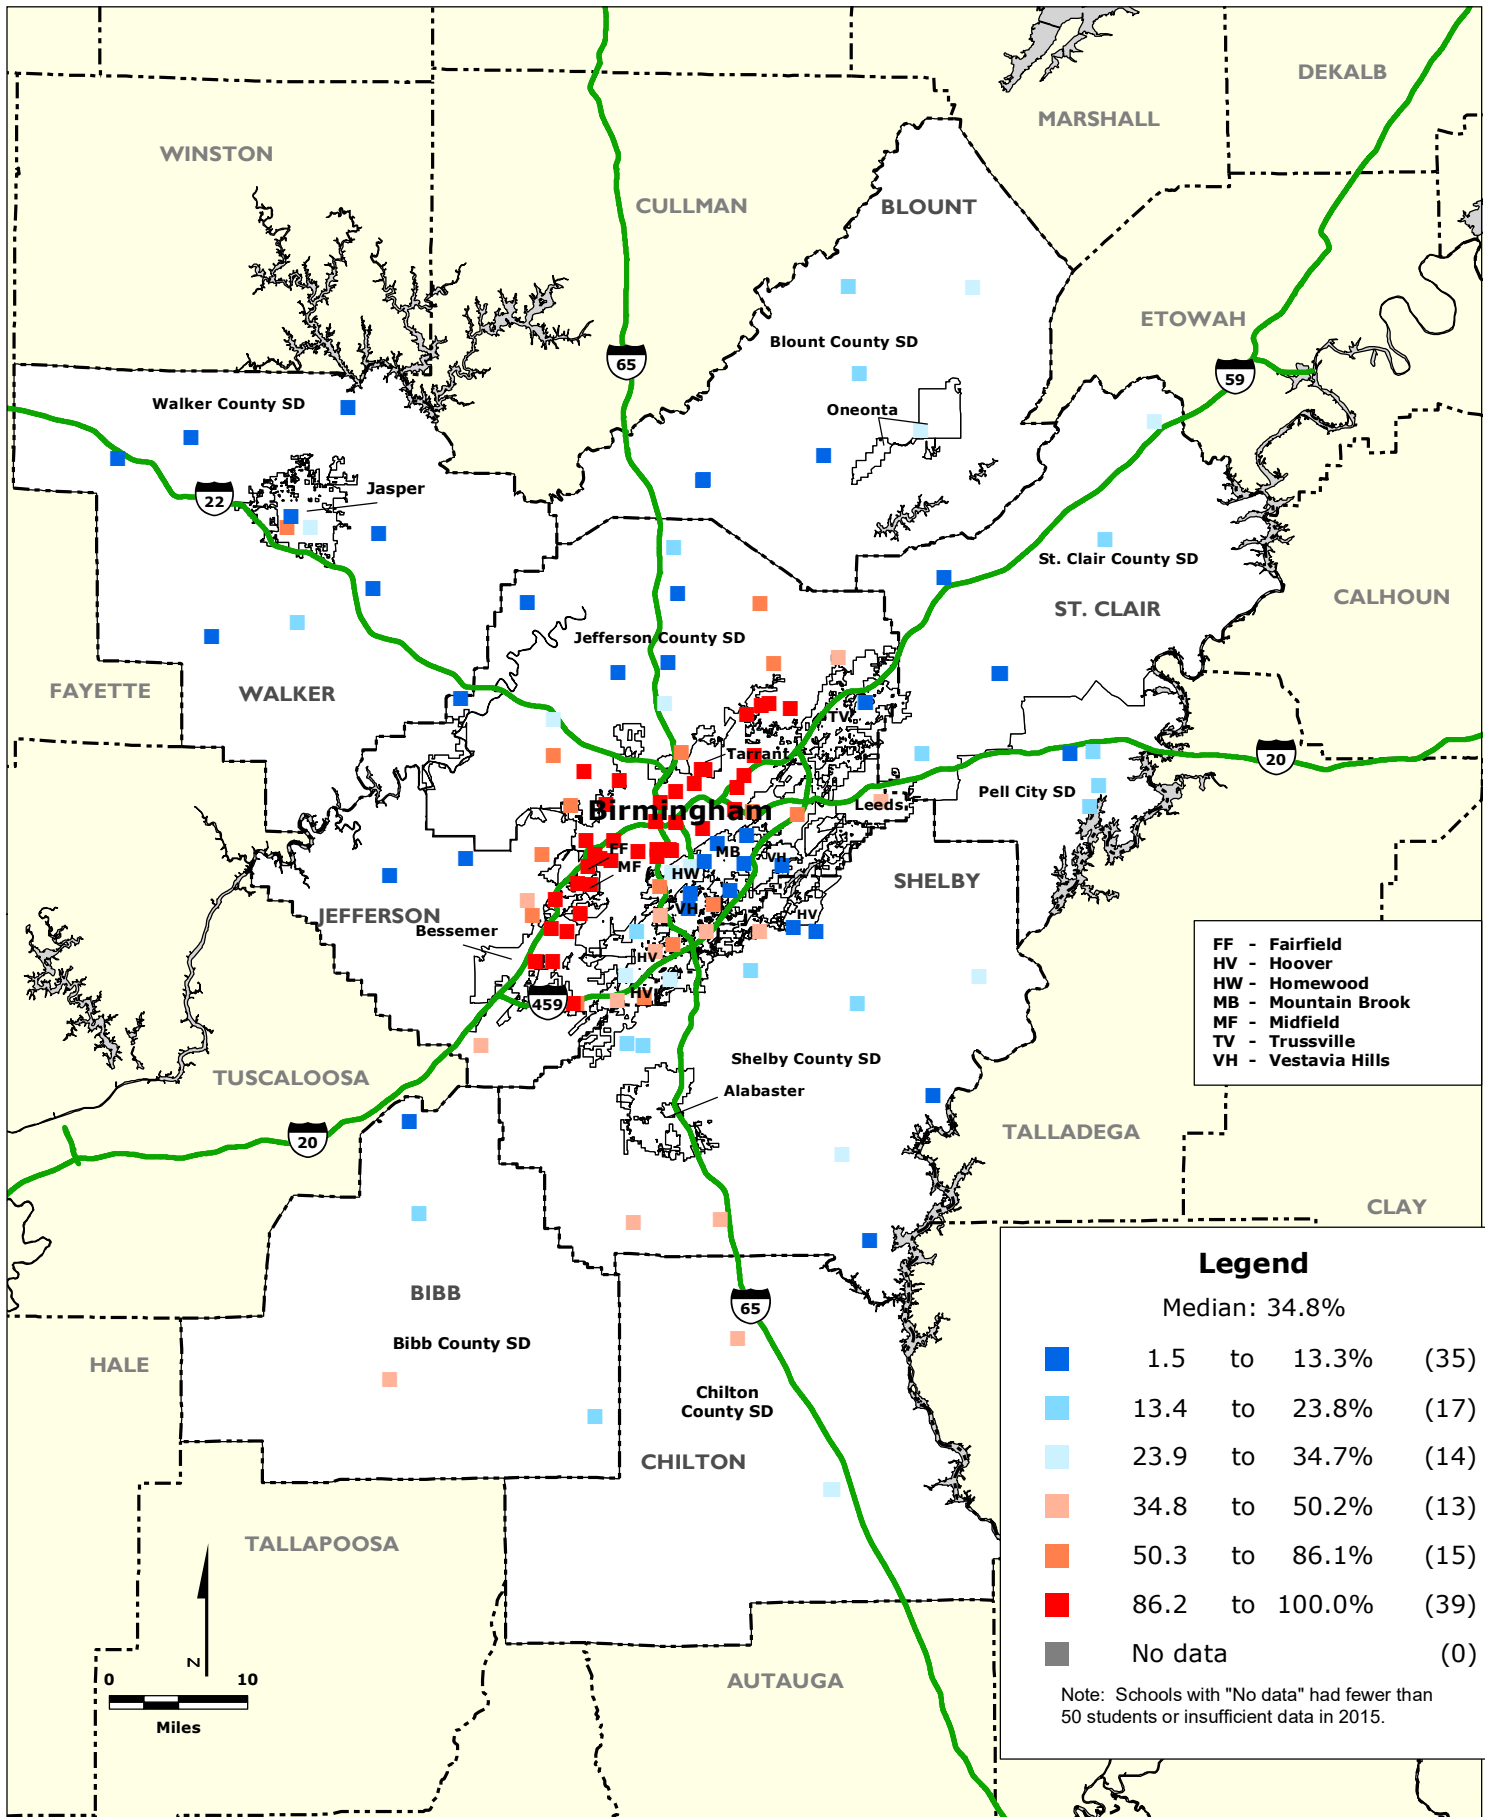 DEKALB
MARSHALL
WINSTON
CULLMAN
BLOUNT
ETOWAH
Blount County SD
65
59
Walker County SD
Oneonta
Jasper
22
St. Clair County SD
CALHOUN
ST. CLAIR
Jefferson County SD
FAYETTE
WALKER
TV
Tarrant
20
Pell City SD
Leeds
Birmingham
FF
MB
VH
MF
HW
SHELBY
VH
HV
JEFFERSON
Bessemer
HV
HV
459
FF - Fairfield
HV - Hoover
HW - Homewood
MB - Mountain Brook
MF - Midfield
TV - Trussville
VH - Vestavia Hills
Shelby County SD
TUSCALOOSA
Alabaster
20
TALLADEGA
CLAY
BIBB
65
Bibb County SD
HALE
Chilton
County SD
CHILTON
TALLAPOOSA
AUTAUGA
N
0 10
Miles
Legend
Median: 34.8%
1.5 to 13.3% (35)
13.4 to 23.8% (17)
23.9 to 34.7% (14)
34.8 to 50.2% (13)
50.3 to 86.1% (15)
86.2 to 100.0% (39)
No data (0)
Note: Schools with "No data" had fewer than
50 students or insufficient data in 2015.